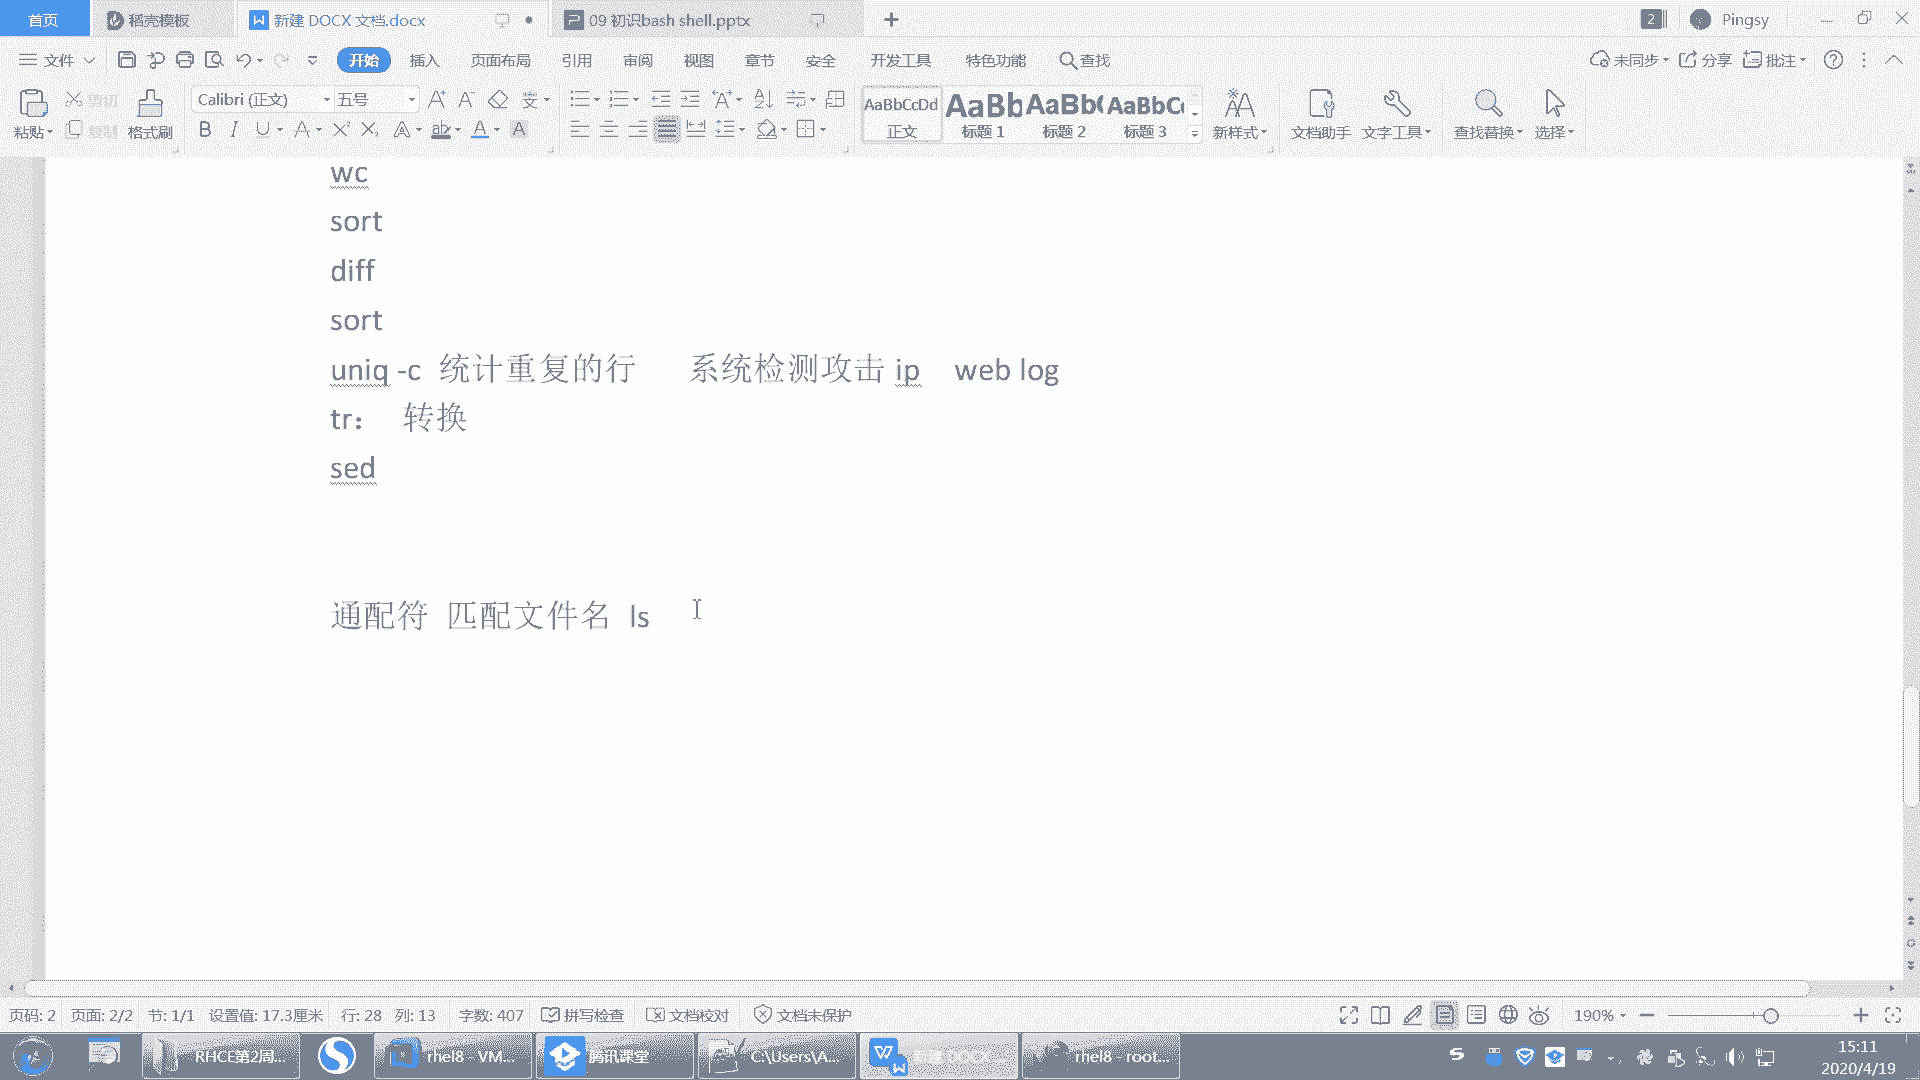 首页 稻壳模板 新建 DOCX 文档.docx 09 初识bash shell.pptx 2 Pingsy
文件 开始 插入 页面布局 引用 审阅 视图 章节 安全 开发工具 特色功能 查找 未同步 分享 批注
剪切 Calibri (正文) 五号 AaBbCcDd AaBb AaBb( AaBbC
粘贴 复制 格式刷 正文 标题 1 标题 2 标题 3 新样式 文档助手 文字工具 查找替换 选择
wc
sort
diff
sort
uniq -c 统计重复的行 系统检测攻击 ip web log
tr： 转换
sed
通配符 匹配文件名 ls
页码: 2 页面: 2/2 节: 1/1 设置值: 17.3厘米 行: 28 列: 13 字数: 407 拼写检查 文档校对 文档未保护 190%
RHCE第2周... rhel8 - VM... 腾讯课堂 C:\Users\A... 新建 DOCX ... rhel8 - root... 15:11
2020/4/19